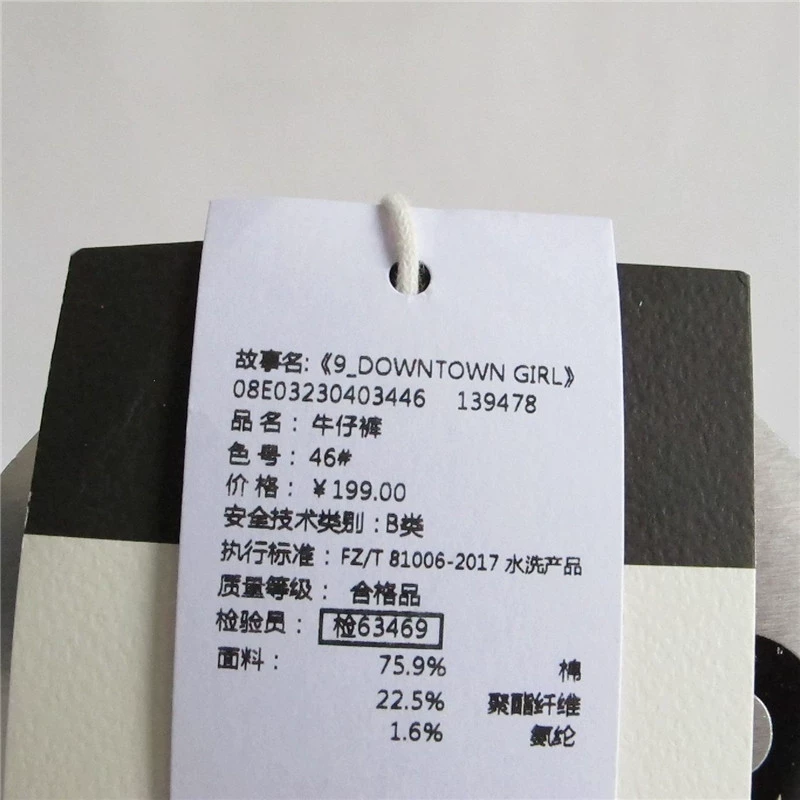 故事名:《9_DOWNTOWN GIRL》
08E03230403446 139478
品名：牛仔裤
色号：46#
价格：￥199.00
安全技术类别：B类
执行标准：FZ/T 81006-2017 水洗产品
质量等级：合格品
检验员：检63469
面料：75.9% 棉
22.5% 聚酯纤维
1.6% 氨纶